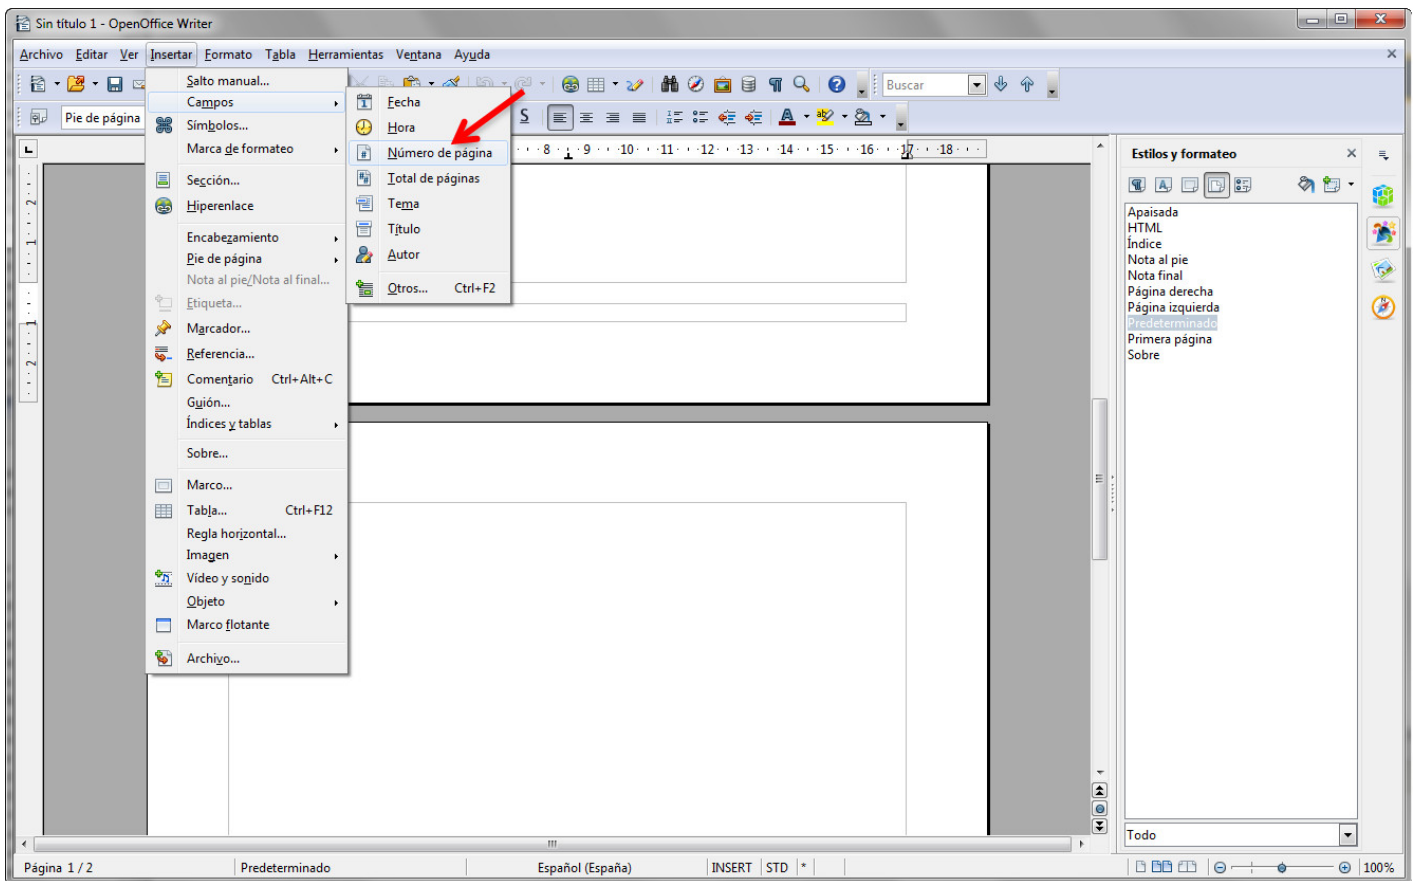 Sin título 1 - OpenOffice Writer
Archivo Editar Ver Insertar Formato Tabla Herramientas Ventana Ayuda
Buscar
Pie de página
S
8 9 10 11 12 13 14 15 16 17 18
2 1 1 2
Salto manual...
Campos
Símbolos...
Marca de formateo
Sección...
Hiperenlace
Encabezamiento
Pie de página
Nota al pie/Nota al final...
Etiqueta...
Marcador...
Referencia...
Comentario Ctrl+Alt+C
Guión...
Índices y tablas
Sobre...
Marco...
Tabla... Ctrl+F12
Regla horizontal...
Imagen
Vídeo y sonido
Objeto
Marco flotante
Archivo...
Fecha
Hora
Número de página
Total de páginas
Tema
Título
Autor
Otros... Ctrl+F2
Estilos y formateo
Apaisada
HTML
Índice
Nota al pie
Nota final
Página derecha
Página izquierda
Predeterminado
Primera página
Sobre
Todo
Página 1 / 2 Predeterminado Español (España) INSERT STD * 100%